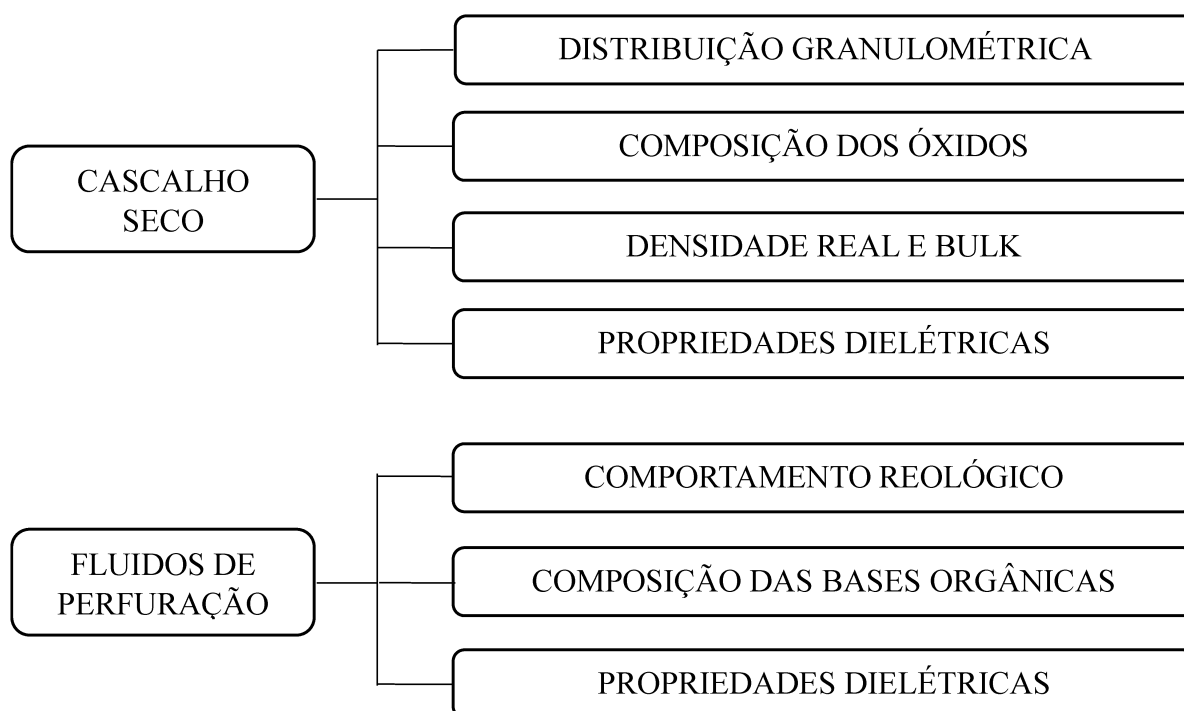 CASCALHO
SECO
DISTRIBUIÇÃO GRANULOMÉTRICA
COMPOSIÇÃO DOS ÓXIDOS
DENSIDADE REAL E BULK
PROPRIEDADES DIELÉTRICAS
FLUIDOS DE
PERFURAÇÃO
COMPORTAMENTO REOLÓGICO
COMPOSIÇÃO DAS BASES ORGÂNICAS
PROPRIEDADES DIELÉTRICAS